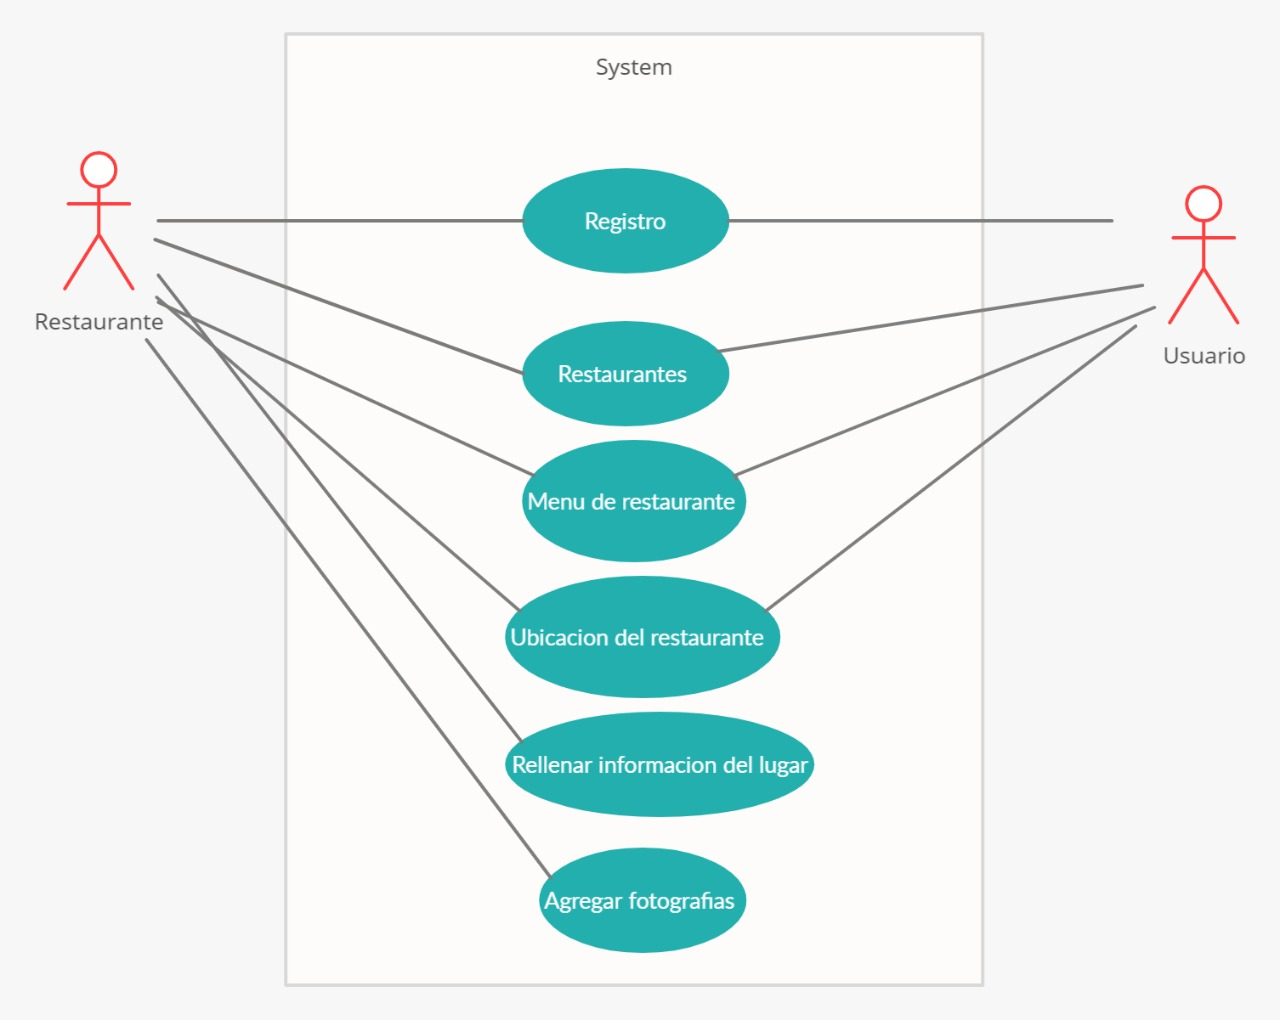 System
Registro
Restaurante
Restaurantes
Usuario
Menu de restaurante
Ubicacion del restaurante
Rellenar informacion del lugar
Agregar fotografias